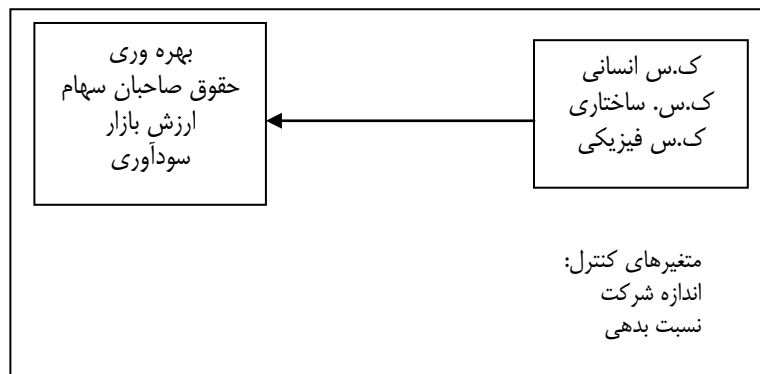 ک.س انسانی
ک.س. ساختاری
ک.س فیزیکی
بهره وری
حقوق صاحبان سهام
ارزش بازار
سودآوری
متغیرهای کنترل:
اندازه شرکت
نسبت بدهی